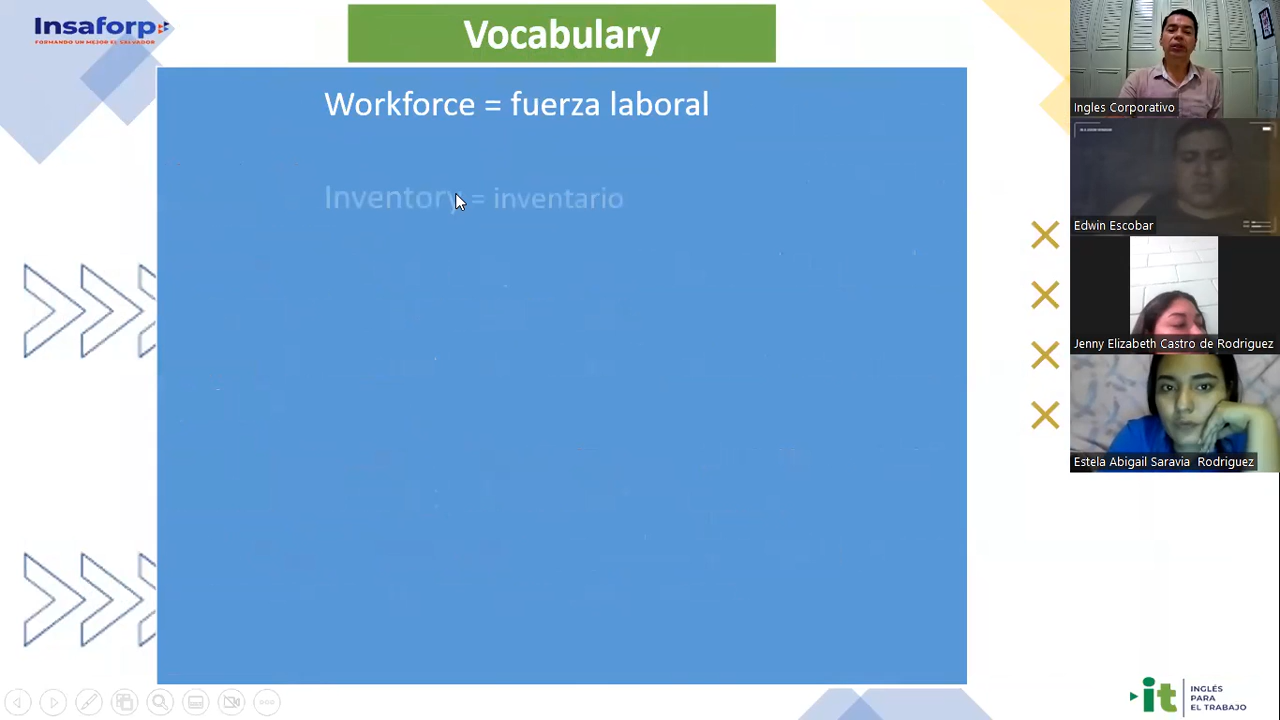 Insaforp
FORMANDO UN MEJOR EL SALVADOR
Vocabulary
Workforce = fuerza laboral
Inventory = inventario
Ingles Corporativo
Edwin Escobar
Jenny Elizabeth Castro de Rodriguez
Estela Abigail Saravia Rodriguez
it
INGLÉS
PARA
EL TRABAJO